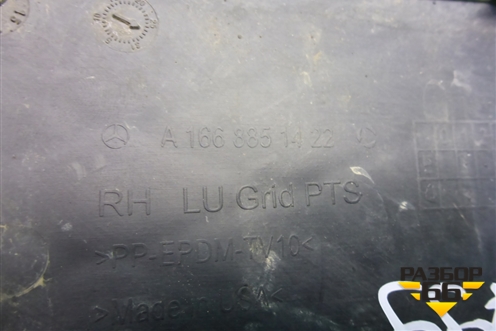 A 166 885 14 22
RH LU Grid PTS
>PP-EPDM-TV10<
>Made in USA<
РАЗБОР
66